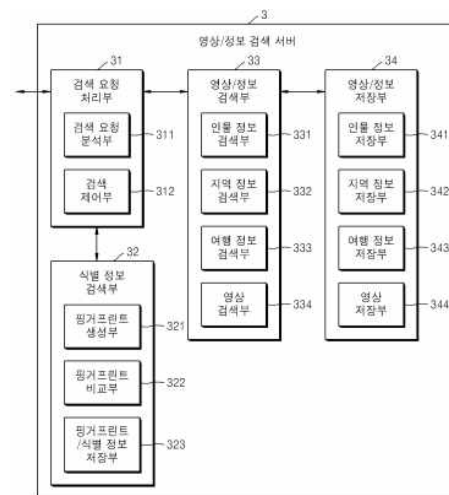 3
영상/정보 검색 서버
31
검색 요청
처리부
검색 요청
분석부
311
검색
제어부
312
32
식별 정보
검색부
핑거프린트
생성부
321
핑거프린트
비교부
322
핑거프린트
/식별 정보
저장부
323
33
영상/정보
검색부
인물 정보
검색부
331
지역 정보
검색부
332
여행 정보
검색부
333
영상
검색부
334
34
영상/정보
저장부
인물 정보
저장부
341
지역 정보
저장부
342
여행 정보
저장부
343
영상
저장부
344